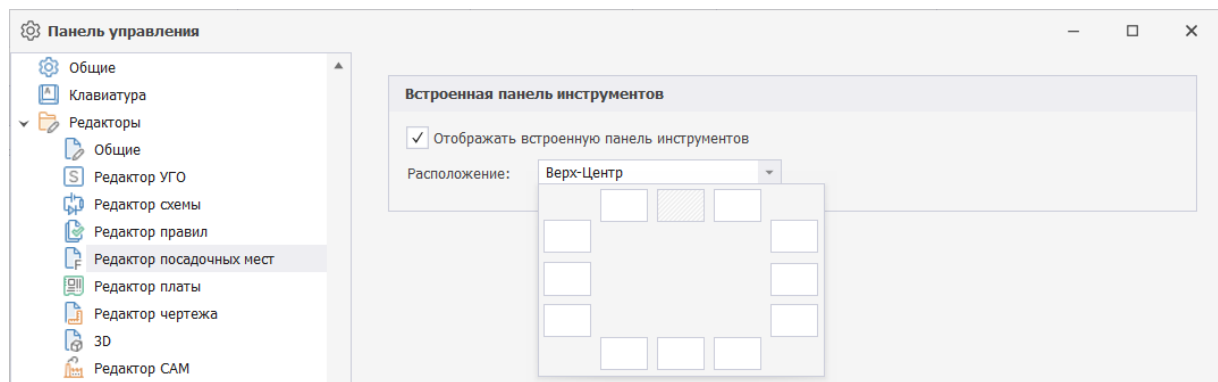 Панель управления
Общие
Клавиатура
Редакторы
Общие
S Редактор УГО
Редактор схемы
Редактор правил
F Редактор посадочных мест
Редактор платы
Редактор чертежа
3D
Редактор CAM
Встроенная панель инструментов
Отображать встроенную панель инструментов
Расположение: Верх-Центр